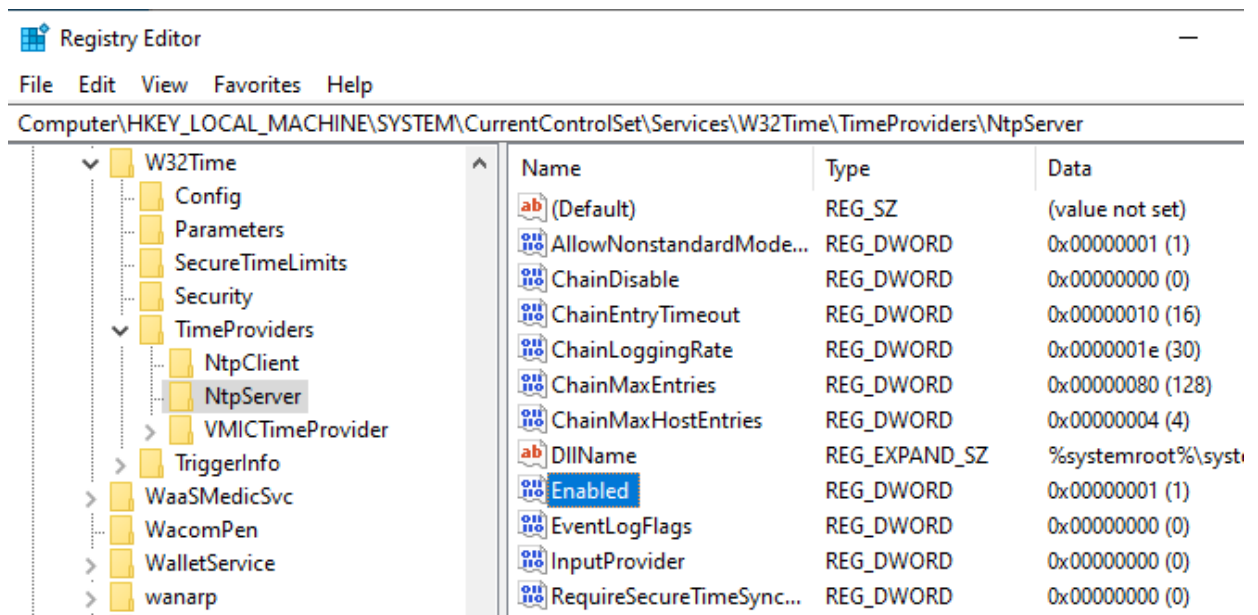 Registry Editor
File Edit View Favorites Help
Computer\HKEY_LOCAL_MACHINE\SYSTEM\CurrentControlSet\Services\W32Time\TimeProviders\NtpServer
W32Time
Config
Parameters
SecureTimeLimits
Security
TimeProviders
NtpClient
NtpServer
VMICTimeProvider
TriggerInfo
WaaSMedicSvc
WacomPen
WalletService
wanarp
Name Type Data
(Default) REG_SZ (value not set)
AllowNonstandardMode... REG_DWORD 0x00000001 (1)
ChainDisable REG_DWORD 0x00000000 (0)
ChainEntryTimeout REG_DWORD 0x00000010 (16)
ChainLoggingRate REG_DWORD 0x0000001e (30)
ChainMaxEntries REG_DWORD 0x00000080 (128)
ChainMaxHostEntries REG_DWORD 0x00000004 (4)
DllName REG_EXPAND_SZ %systemroot%\syst
Enabled REG_DWORD 0x00000001 (1)
EventLogFlags REG_DWORD 0x00000000 (0)
InputProvider REG_DWORD 0x00000000 (0)
RequireSecureTimeSync... REG_DWORD 0x00000000 (0)